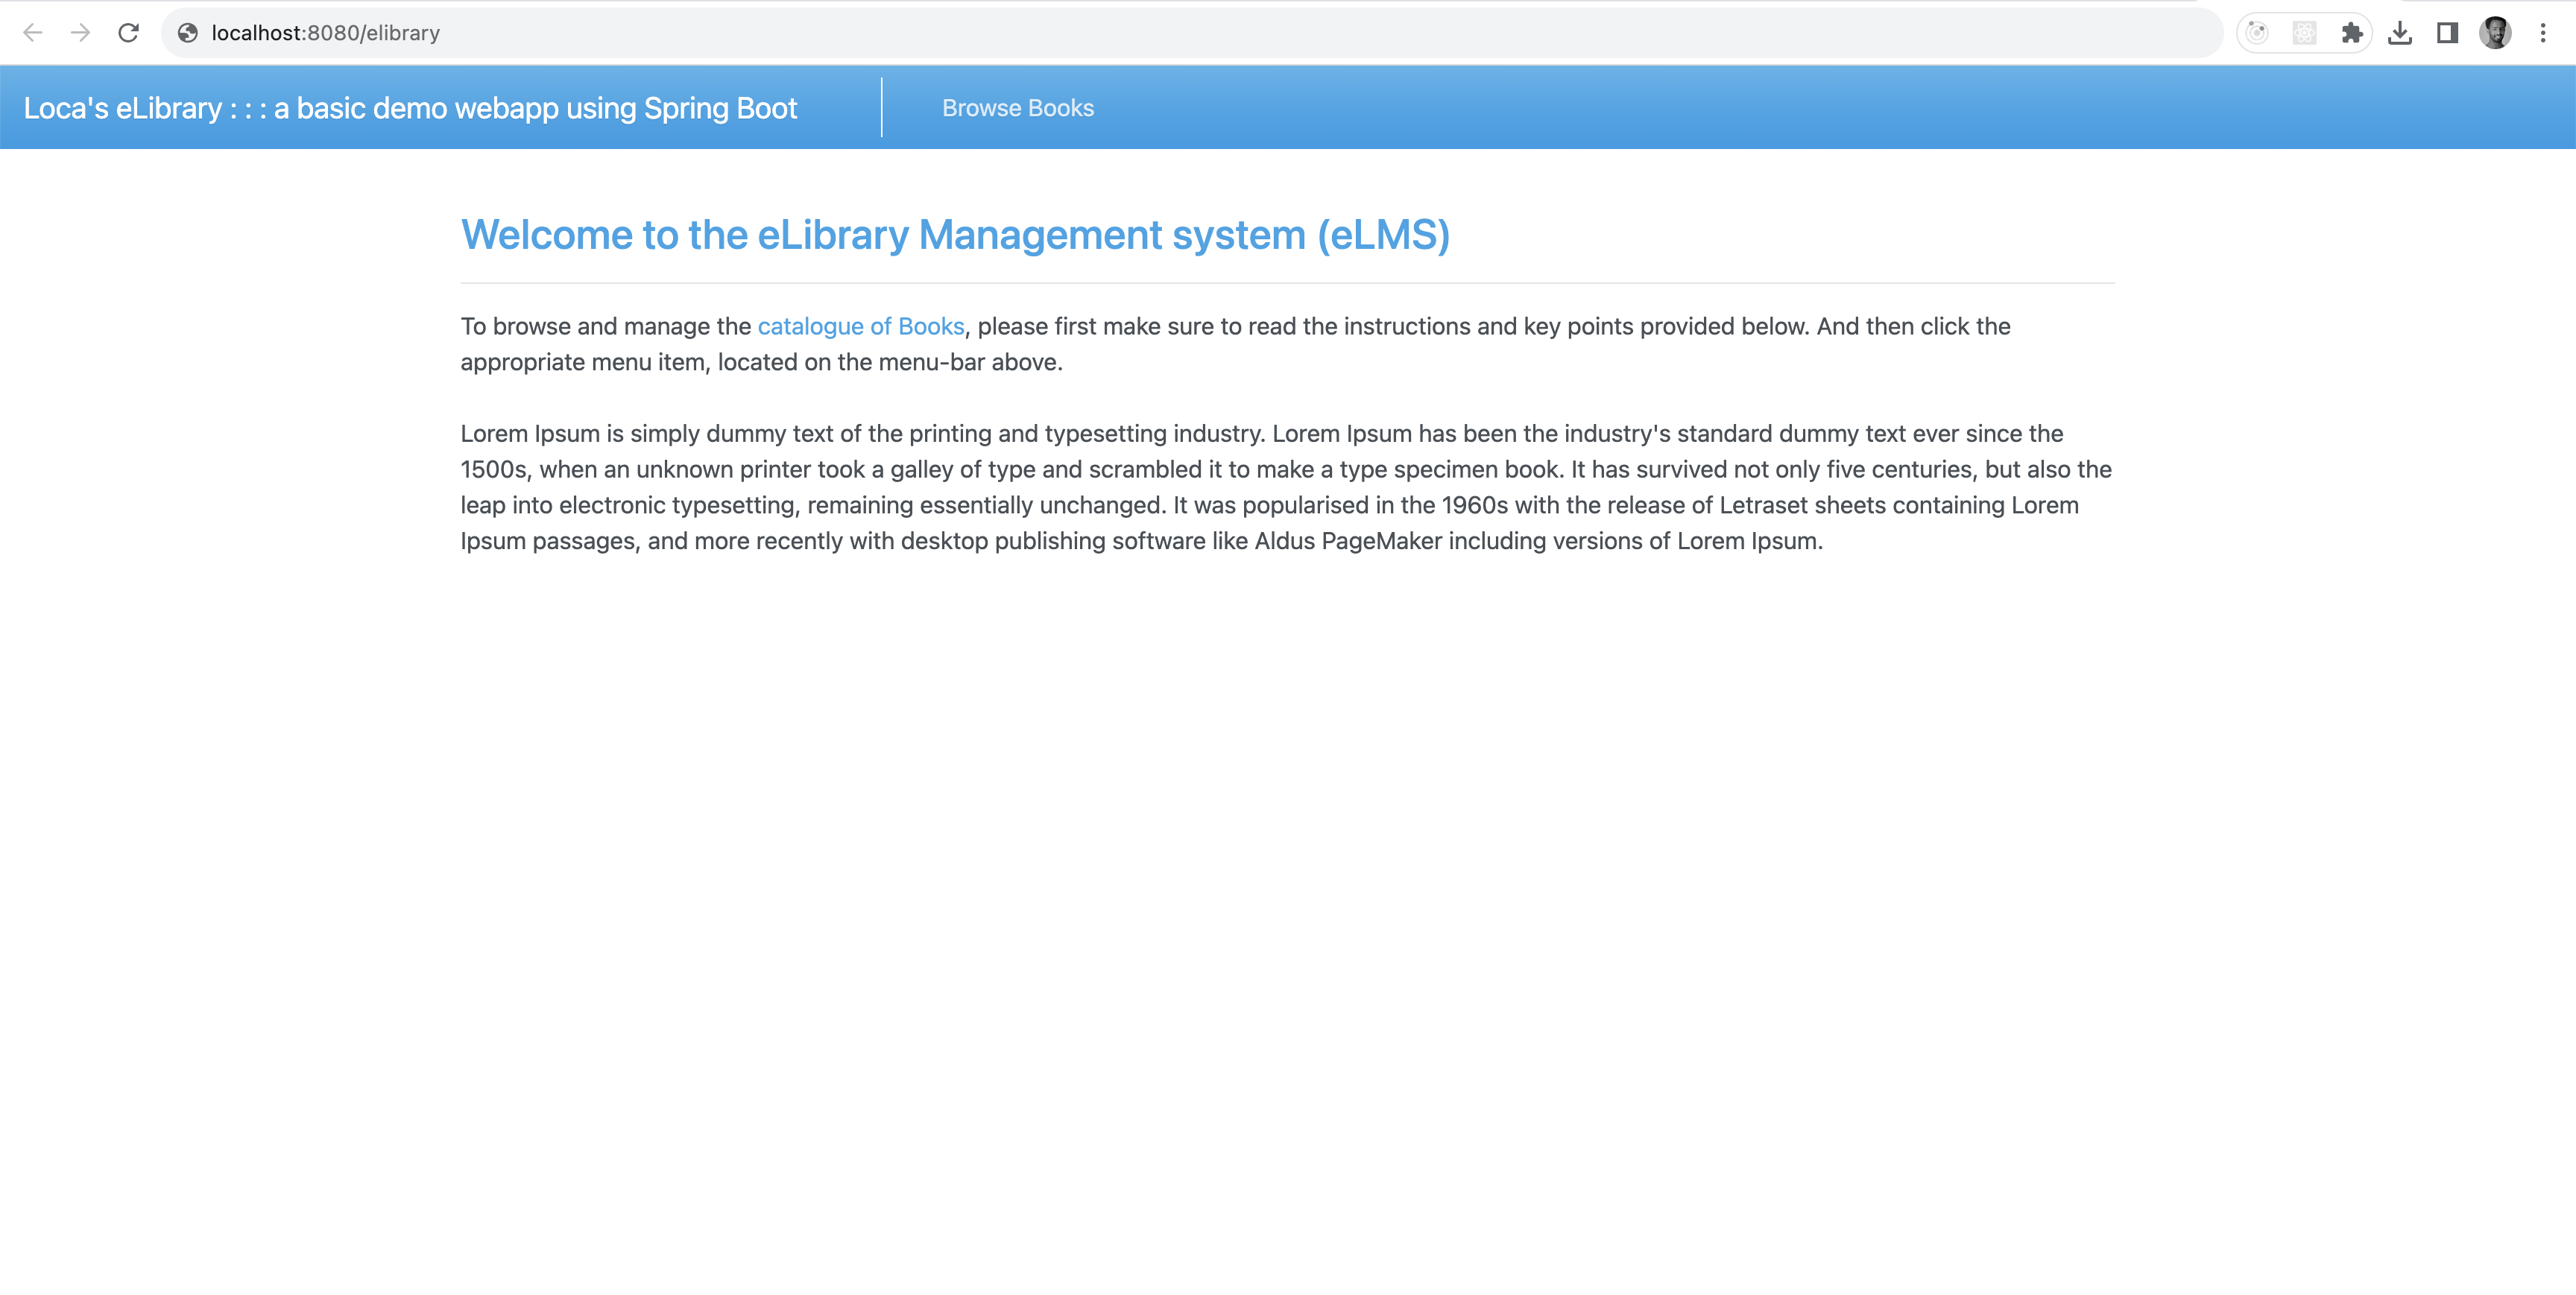 localhost:8080/elibrary
Loca's eLibrary : : : a basic demo webapp using Spring Boot
Browse Books
Welcome to the eLibrary Management system (eLMS)
To browse and manage the catalogue of Books, please first make sure to read the instructions and key points provided below. And then click the
appropriate menu item, located on the menu-bar above.
Lorem Ipsum is simply dummy text of the printing and typesetting industry. Lorem Ipsum has been the industry's standard dummy text ever since the
1500s, when an unknown printer took a galley of type and scrambled it to make a type specimen book. It has survived not only five centuries, but also the
leap into electronic typesetting, remaining essentially unchanged. It was popularised in the 1960s with the release of Letraset sheets containing Lorem
Ipsum passages, and more recently with desktop publishing software like Aldus PageMaker including versions of Lorem Ipsum.